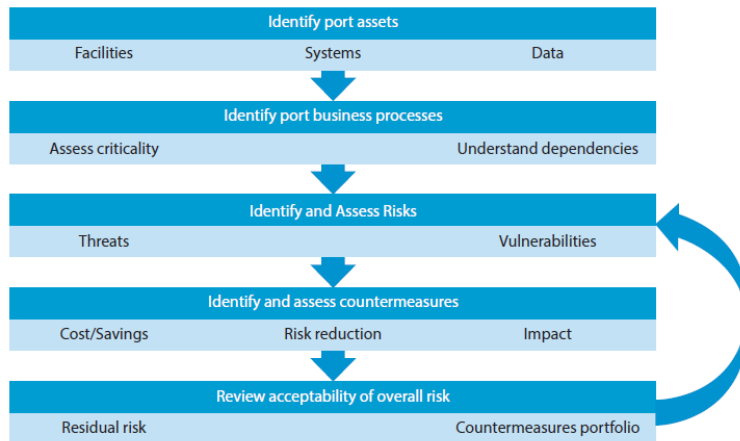 Identify port assets
Facilities Systems Data
Identify port business processes
Assess criticality Understand dependencies
Identify and Assess Risks
Threats Vulnerabilities
Identify and assess countermeasures
Cost/Savings Risk reduction Impact
Review acceptability of overall risk
Residual risk Countermeasures portfolio